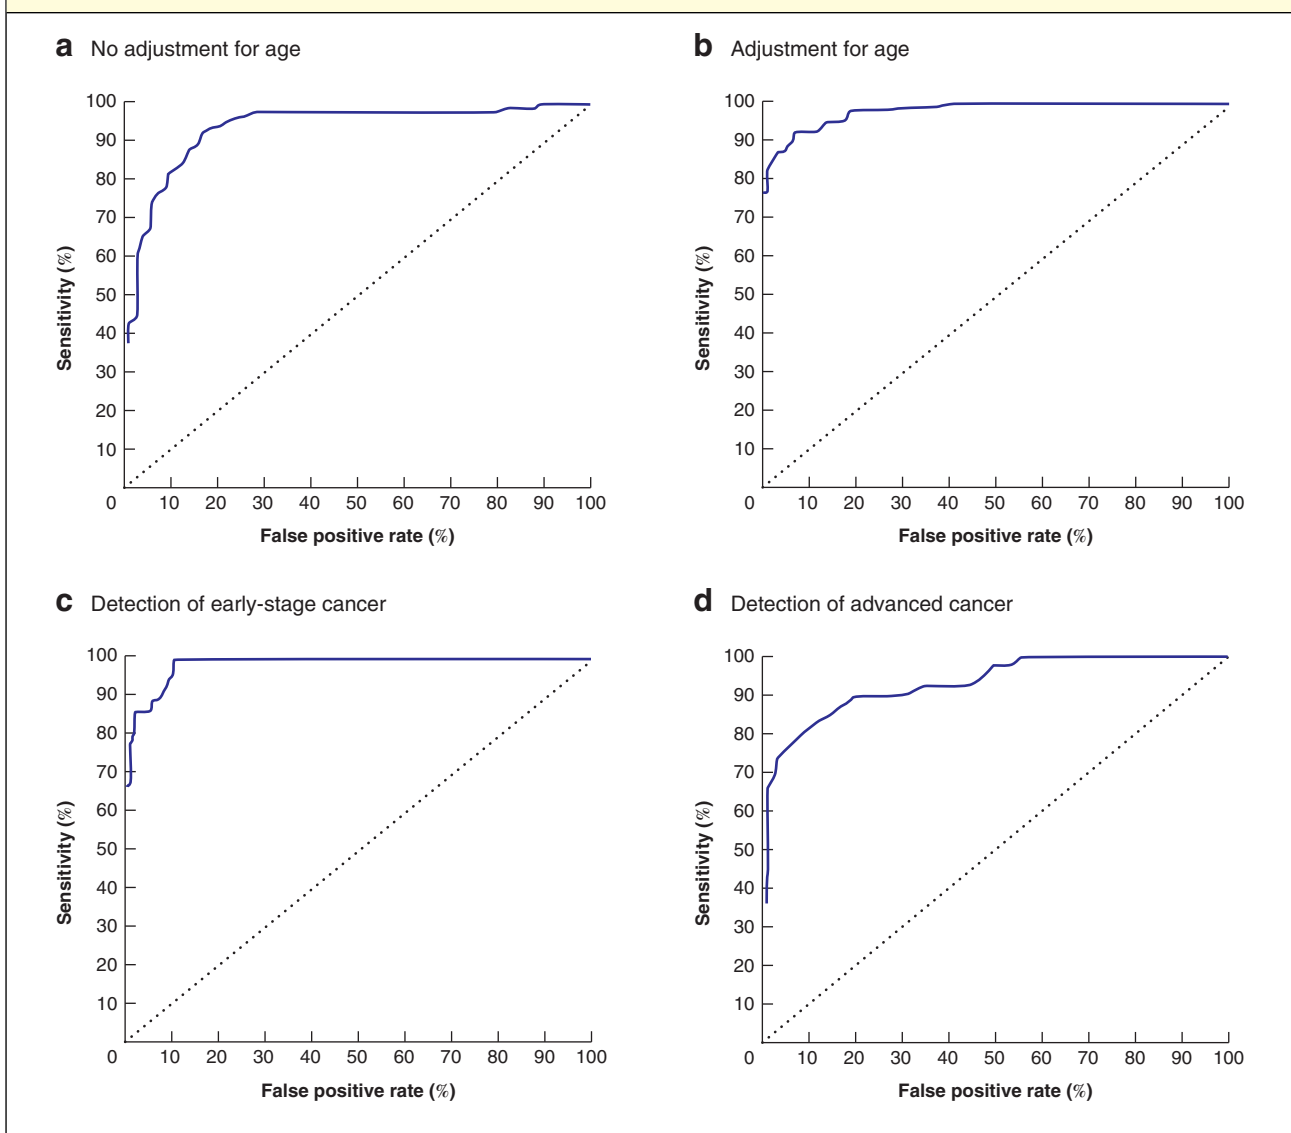 a No adjustment for age
100
90
80
70
60
50
40
30
20
10
Sensitivity (%)
0 10 20 30 40 50 60 70 80 90 100
False positive rate (%)
b Adjustment for age
100
90
80
70
60
50
40
30
20
10
Sensitivity (%)
0 10 20 30 40 50 60 70 80 90 100
False positive rate (%)
c Detection of early-stage cancer
100
90
80
70
60
50
40
30
20
10
Sensitivity (%)
0 10 20 30 40 50 60 70 80 90 100
False positive rate (%)
d Detection of advanced cancer
100
90
80
70
60
50
40
30
20
10
Sensitivity (%)
0 10 20 30 40 50 60 70 80 90 100
False positive rate (%)